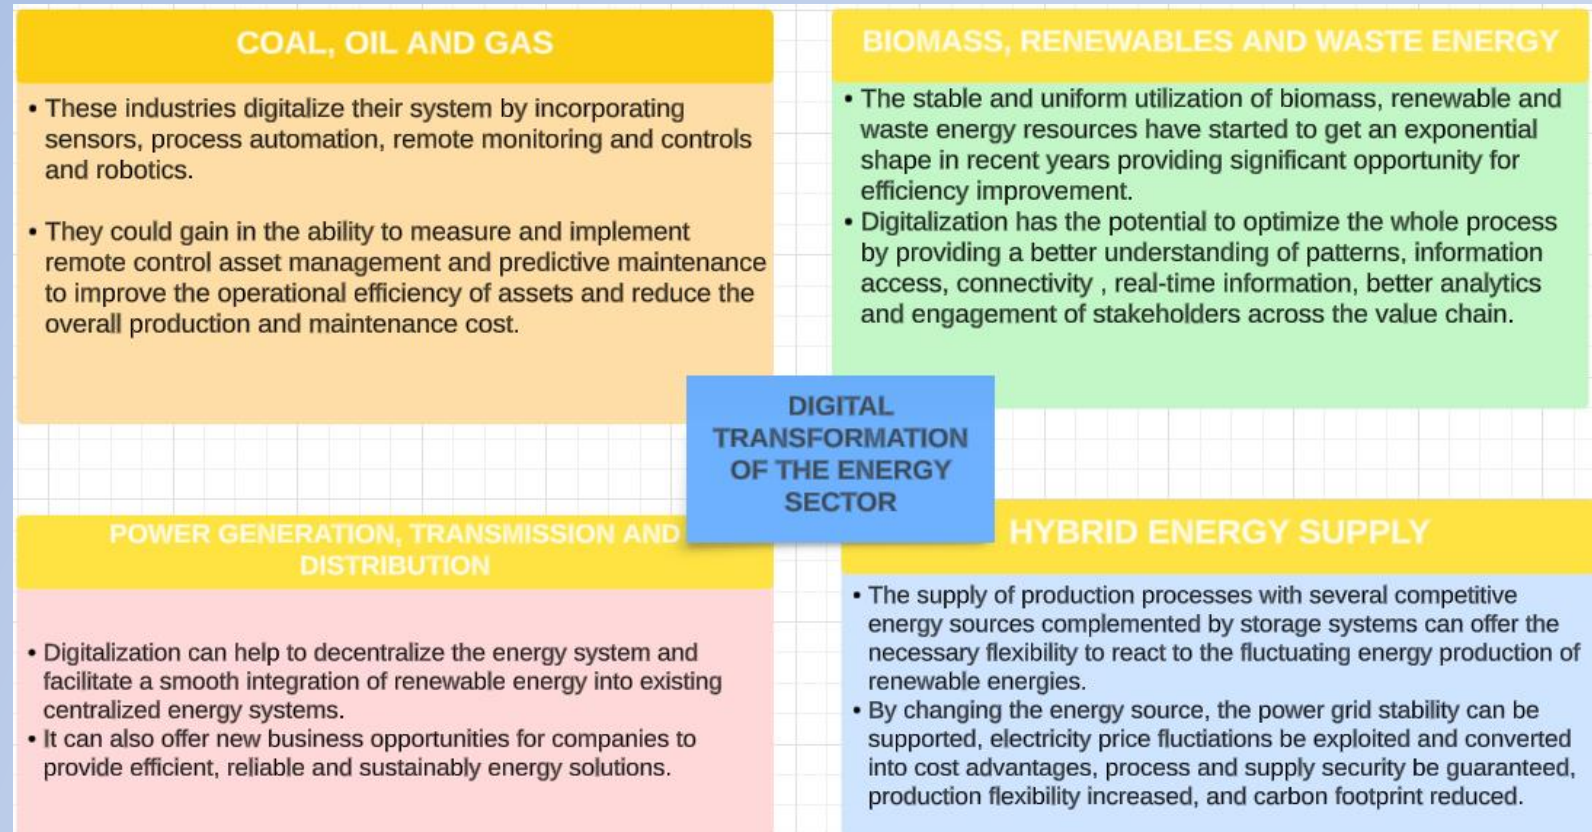 COAL, OIL AND GAS
• These industries digitalize their system by incorporating
sensors, process automation, remote monitoring and controls
and robotics.
• They could gain in the ability to measure and implement
remote control asset management and predictive maintenance
to improve the operational efficiency of assets and reduce the
overall production and maintenance cost.
BIOMASS, RENEWABLES AND WASTE ENERGY
• The stable and uniform utilization of biomass, renewable and
waste energy resources have started to get an exponential
shape in recent years providing significant opportunity for
efficiency improvement.
• Digitalization has the potential to optimize the whole process
by providing a better understanding of patterns, information
access, connectivity , real-time information, better analytics
and engagement of stakeholders across the value chain.
DIGITAL
TRANSFORMATION
OF THE ENERGY
SECTOR
POWER GENERATION, TRANSMISSION AND
DISTRIBUTION
• Digitalization can help to decentralize the energy system and
facilitate a smooth integration of renewable energy into existing
centralized energy systems.
• It can also offer new business opportunities for companies to
provide efficient, reliable and sustainably energy solutions.
HYBRID ENERGY SUPPLY
• The supply of production processes with several competitive
energy sources complemented by storage systems can offer the
necessary flexibility to react to the fluctuating energy production of
renewable energies.
• By changing the energy source, the power grid stability can be
supported, electricity price fluctiations be exploited and converted
into cost advantages, process and supply security be guaranteed,
production flexibility increased, and carbon footprint reduced.